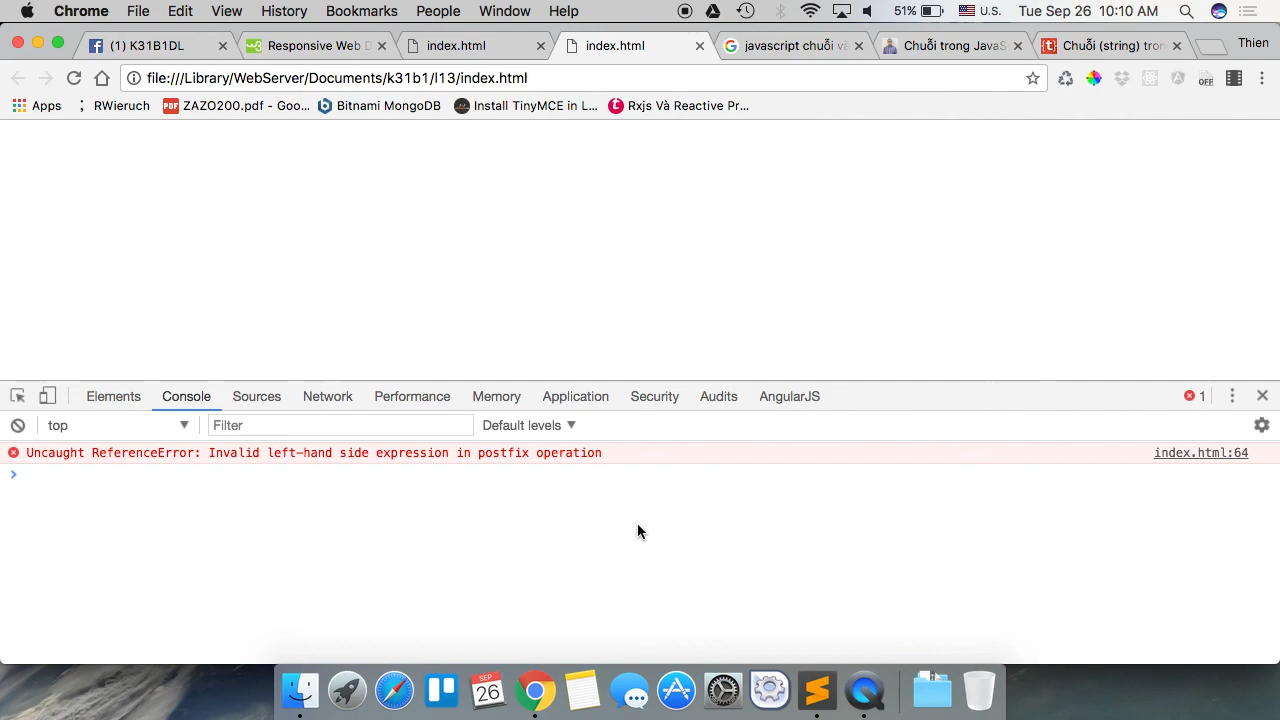 Chrome File Edit View History Bookmarks People Window Help 51% U.S. Tue Sep 26 10:10 AM
(1) K31B1DL Responsive Web D index.html index.html javascript chuỗi và Chuỗi trong JavaS Chuỗi (string) tron Thien
file:///Library/WebServer/Documents/k31b1/l13/index.html
Apps RWieruch ZAZO200.pdf - Goo... Bitnami MongoDB Install TinyMCE in L... Rxjs Và Reactive Pr...
Elements Console Sources Network Performance Memory Application Security Audits AngularJS 1
top Filter Default levels
Uncaught ReferenceError: Invalid left-hand side expression in postfix operation index.html:64
SEP
26